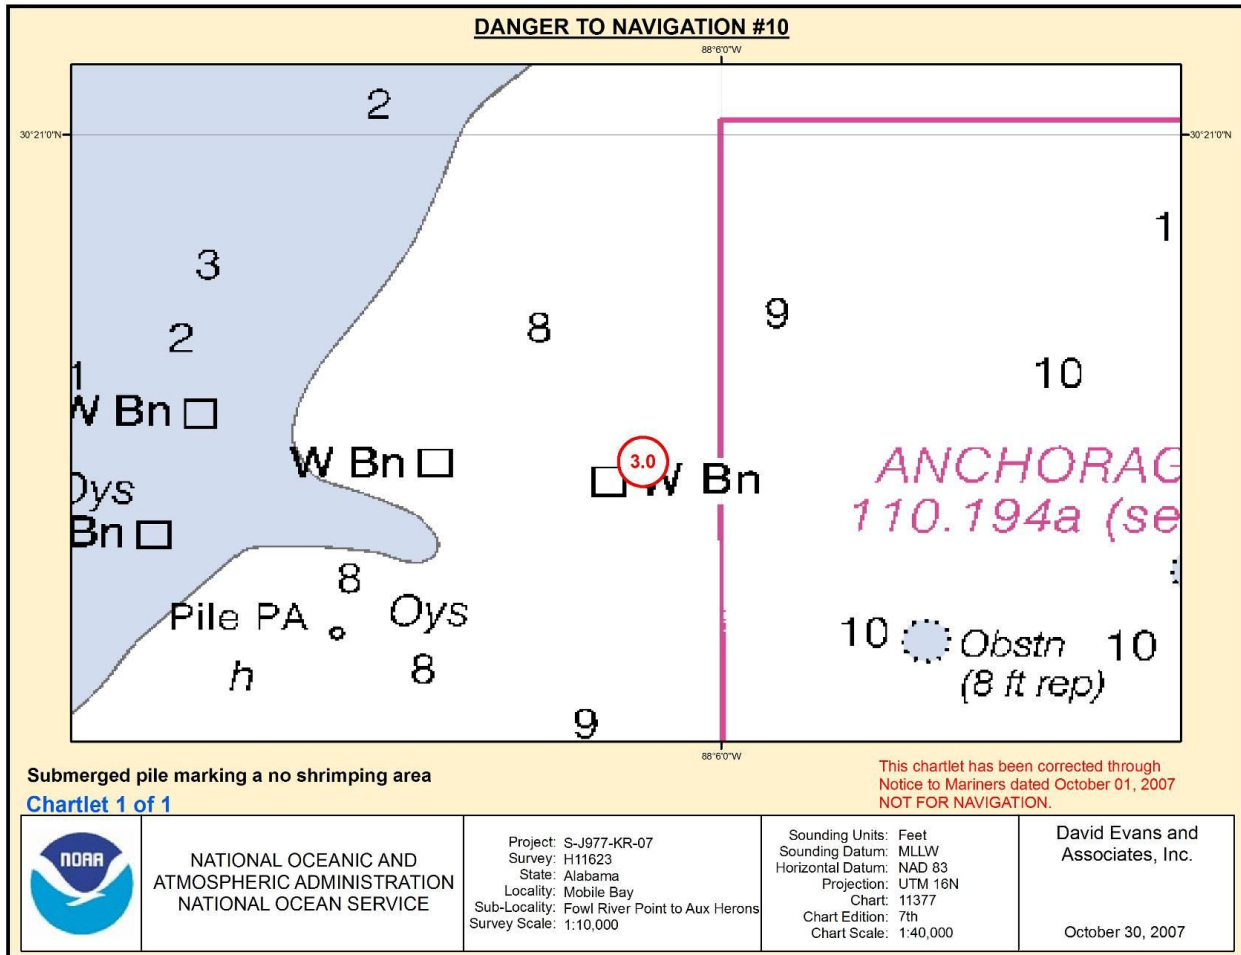 DANGER TO NAVIGATION #10
88°6'0"W
30°21'0"N
30°21'0"N
2
1
3
9
8
2
10
1
W Bn
W Bn
3.0
W Bn
ANCHORAG
110.194a (se
Oys
Bn
8
Pile PA
Oys
10
Obstn
10
(8 ft rep)
h
8
9
88°6'0"W
Submerged pile marking a no shrimping area
Chartlet 1 of 1
This chartlet has been corrected through
Notice to Mariners dated October 01, 2007
NOT FOR NAVIGATION.
NOAA
NATIONAL OCEANIC AND
ATMOSPHERIC ADMINISTRATION
NATIONAL OCEAN SERVICE
Project: S-J977-KR-07
Survey: H11623
State: Alabama
Locality: Mobile Bay
Sub-Locality: Fowl River Point to Aux Herons
Survey Scale: 1:10,000
Sounding Units: Feet
Sounding Datum: MLLW
Horizontal Datum: NAD 83
Projection: UTM 16N
Chart: 11377
Chart Edition: 7th
Chart Scale: 1:40,000
David Evans and
Associates, Inc.
October 30, 2007